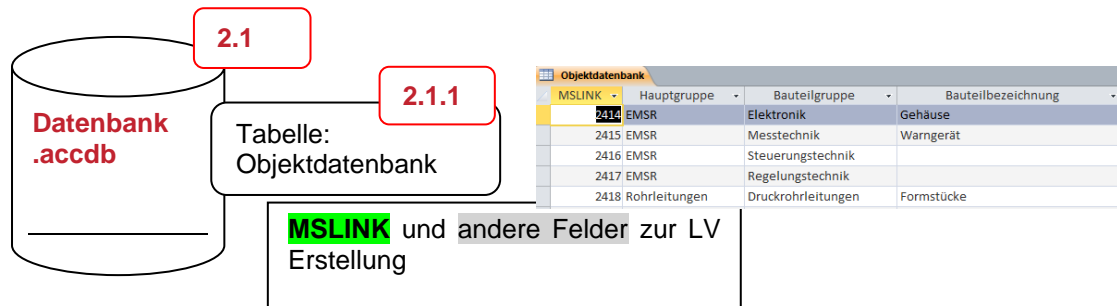 2.1
Datenbank
.accdb
2.1.1
Tabelle:
Objektdatenbank
Objektdatenbank
MSLINK Hauptgruppe Bauteilgruppe Bauteilbezeichnung
2414 EMSR Elektronik Gehäuse
2415 EMSR Messtechnik Warngerät
2416 EMSR Steuerungstechnik
2417 EMSR Regelungstechnik
2418 Rohrleitungen Druckrohrleitungen Formstücke
MSLINK und andere Felder zur LV
Erstellung